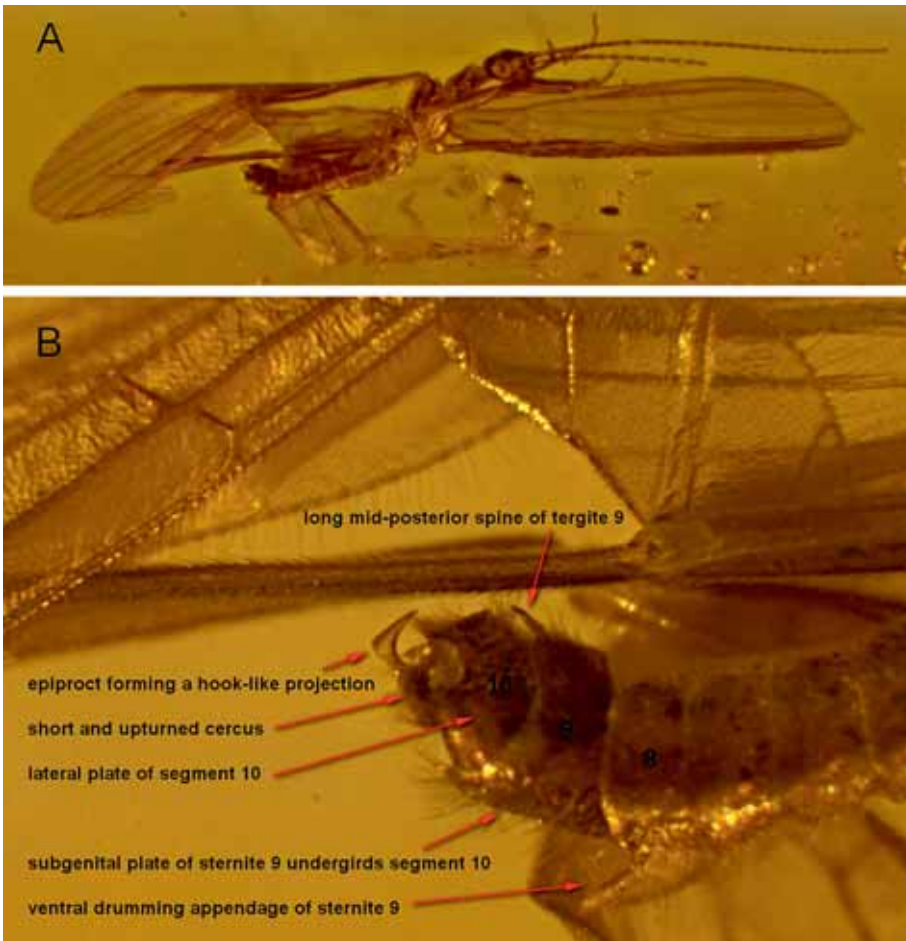 A
B
long mid-posterior spine of tergite 9
epiproct forming a hook-like projection
10
short and upturned cercus
9
8
lateral plate of segment 10
subgenital plate of sternite 9 undergirds segment 10
ventral drumming appendage of sternite 9